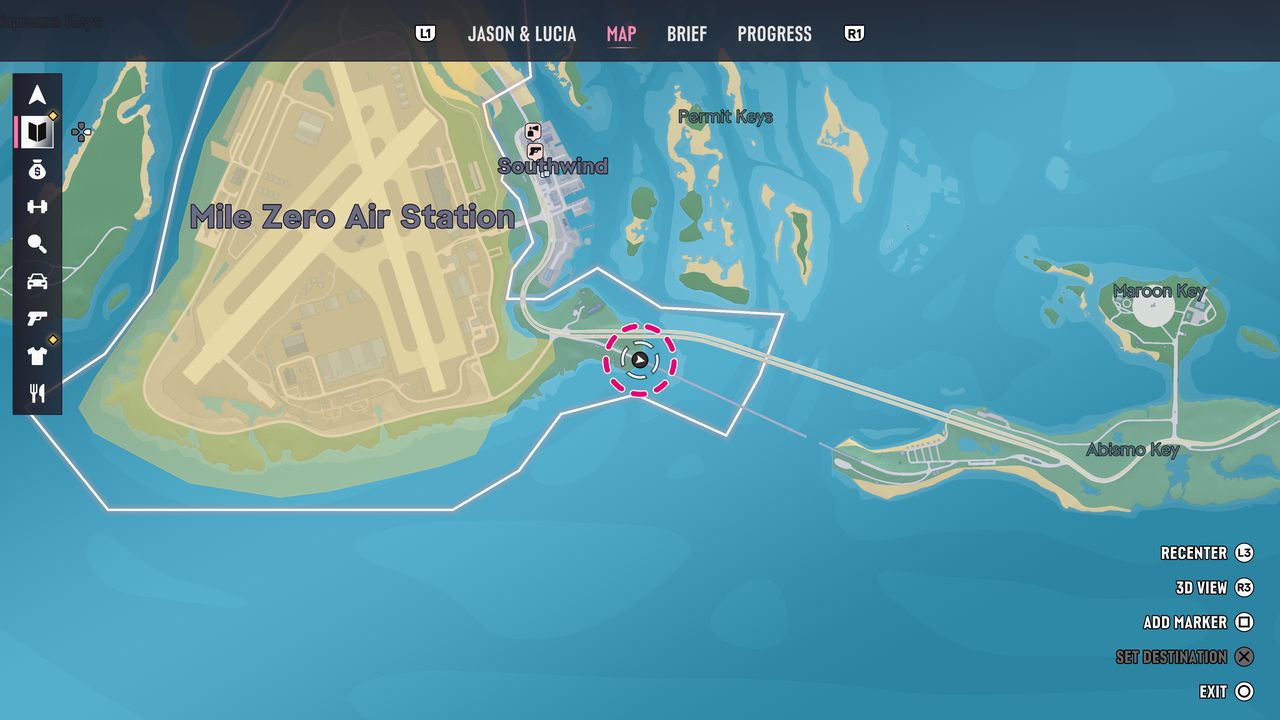 L1 JASON & LUCIA MAP BRIEF PROGRESS R1
Permit Keys
Southwind
Mile Zero Air Station
Maroon Key
Abismo Key
RECENTER L3
3D VIEW R3
ADD MARKER
SET DESTINATION
EXIT